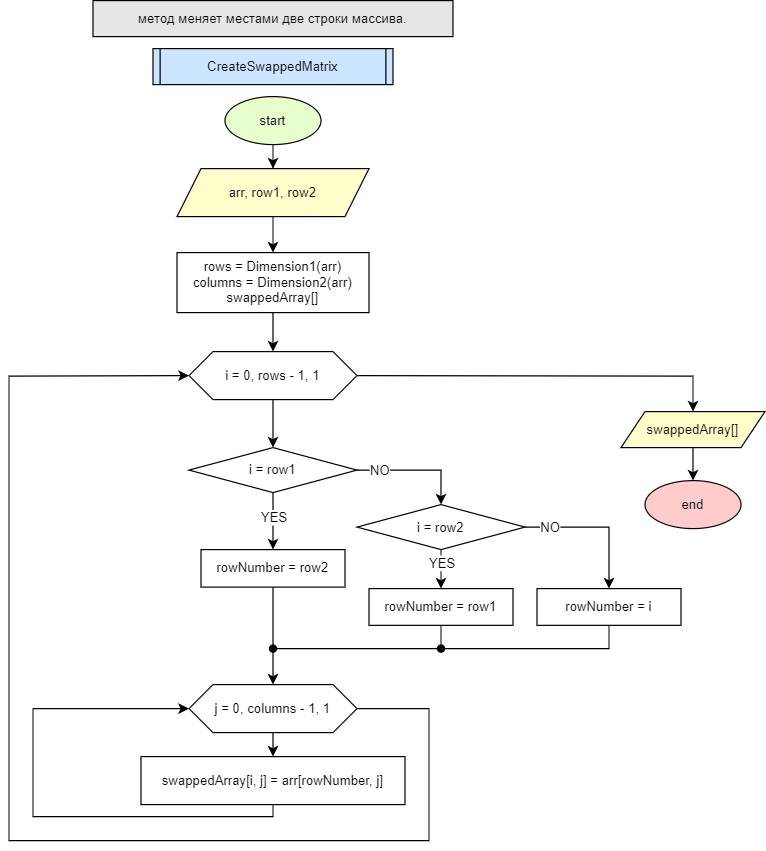 метод меняет местами две строки массива.
CreateSwappedMatrix
start
arr, row1, row2
rows = Dimension1(arr)
columns = Dimension2(arr)
swappedArray[]
i = 0, rows - 1, 1
swappedArray[]
end
i = row1
NO
YES
i = row2
NO
YES
rowNumber = row2
rowNumber = row1
rowNumber = i
j = 0, columns - 1, 1
swappedArray[i, j] = arr[rowNumber, j]